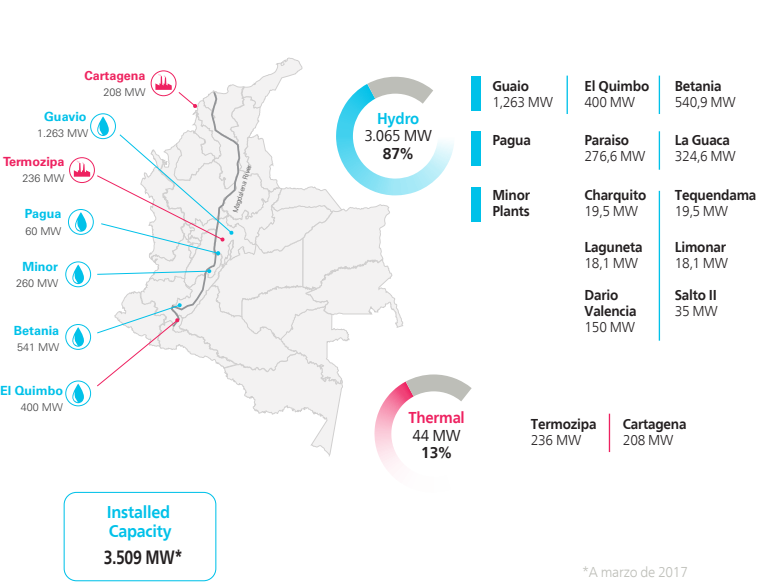 Cartagena
208 MW
Guavio
1.263 MW
Termozipa
236 MW
Pagua
60 MW
Minor
260 MW
Betania
541 MW
El Quimbo
400 MW
Magdalena River
Hydro
3.065 MW
87%
Guaio
1,263 MW
El Quimbo
400 MW
Betania
540,9 MW
Pagua
Paraiso
276,6 MW
La Guaca
324,6 MW
Minor
Plants
Charquito
19,5 MW
Tequendama
19,5 MW
Laguneta
18,1 MW
Limonar
18,1 MW
Dario
Valencia
150 MW
Salto II
35 MW
Thermal
44 MW
13%
Termozipa
236 MW
Cartagena
208 MW
Installed
Capacity
3.509 MW*
*A marzo de 2017